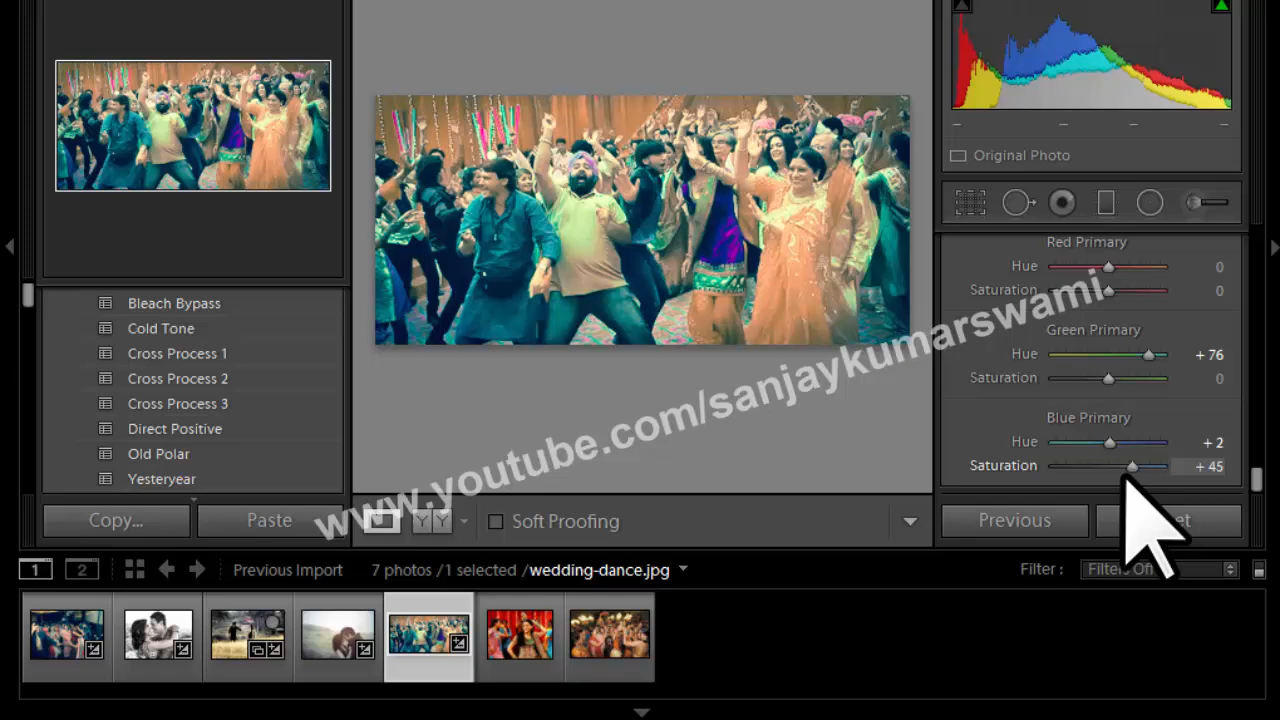 Original Photo
Red Primary
Hue 0
Saturation 0
Green Primary
Hue + 76
Saturation 0
Blue Primary
Hue + 2
Saturation + 45
Bleach Bypass
Cold Tone
Cross Process 1
Cross Process 2
Cross Process 3
Direct Positive
Old Polar
Yesteryear
www.youtube.com/sanjaykumarswami
Copy...
Paste
Y Y
Soft Proofing
Previous
1
2
Previous Import
7 photos /1 selected /wedding-dance.jpg
Filter :
Filters Off